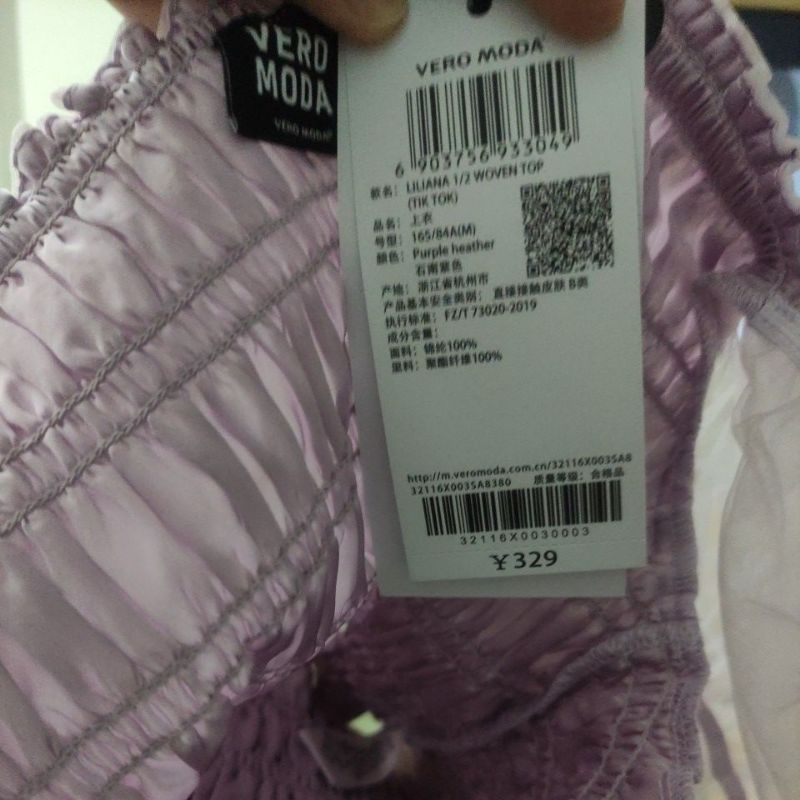 VERO
MODA
VERO MODA
VERO MODA
6 903756 933049
款名: LILIANA 1/2 WOVEN TOP
(TIK TOK)
品名: 上衣
号型: 165/84A(M)
颜色: Purple heather
石南紫色
产地: 浙江省杭州市
产品基本安全类别: 直接接触皮肤 B类
执行标准: FZ/T 73020-2019
成分含量:
面料: 锦纶100%
里料: 聚酯纤维100%
http://m.veromoda.com.cn/32116X0035A8
32116X0035A8380 质量等级: 合格品
32116X0030003
¥329